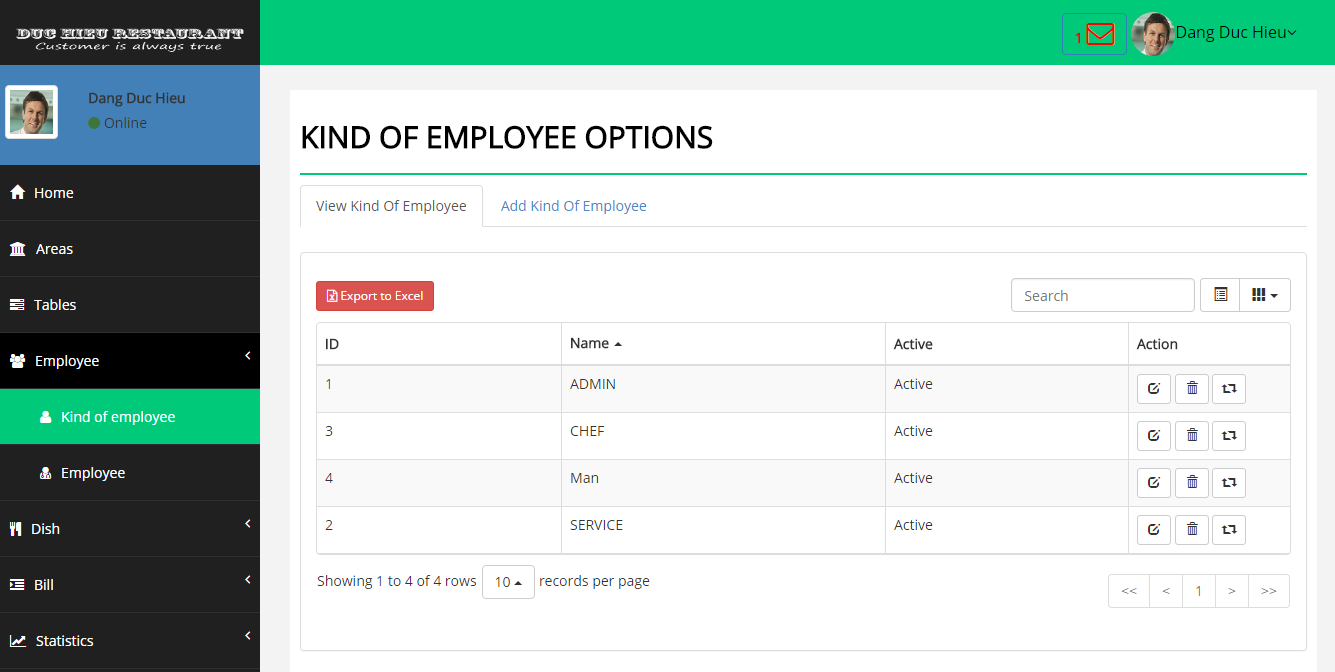 DUC HIEU RESTAURANT
Customer is always true
1
Dang Duc Hieu
Dang Duc Hieu
Online
Home
Areas
Tables
Employee
Kind of employee
Employee
Dish
Bill
Statistics
KIND OF EMPLOYEE OPTIONS
View Kind Of Employee Add Kind Of Employee
Export to Excel Search
ID Name Active Action
1 ADMIN Active
3 CHEF Active
4 Man Active
2 SERVICE Active
Showing 1 to 4 of 4 rows 10 records per page
<< < 1 > >>